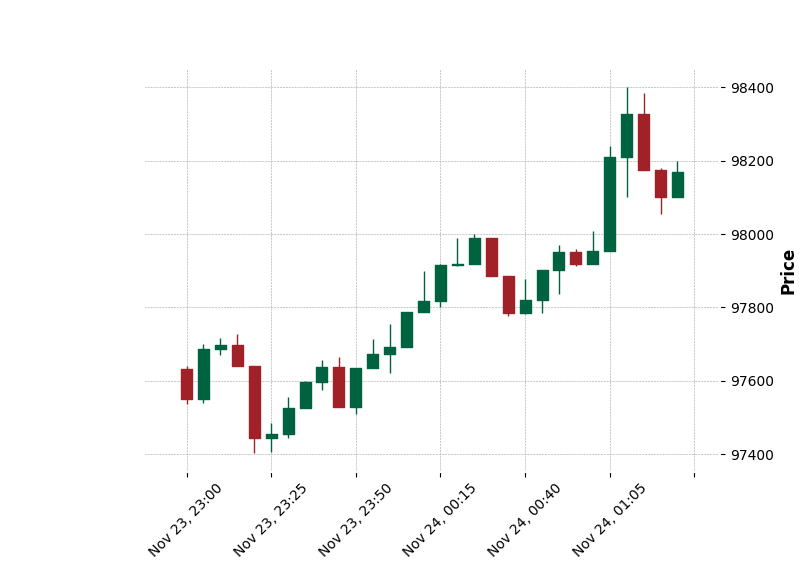 98400
98200
98000
97800
97600
97400
Price
Nov 23, 23:00
Nov 23, 23:25
Nov 23, 23:50
Nov 24, 00:15
Nov 24, 00:40
Nov 24, 01:05